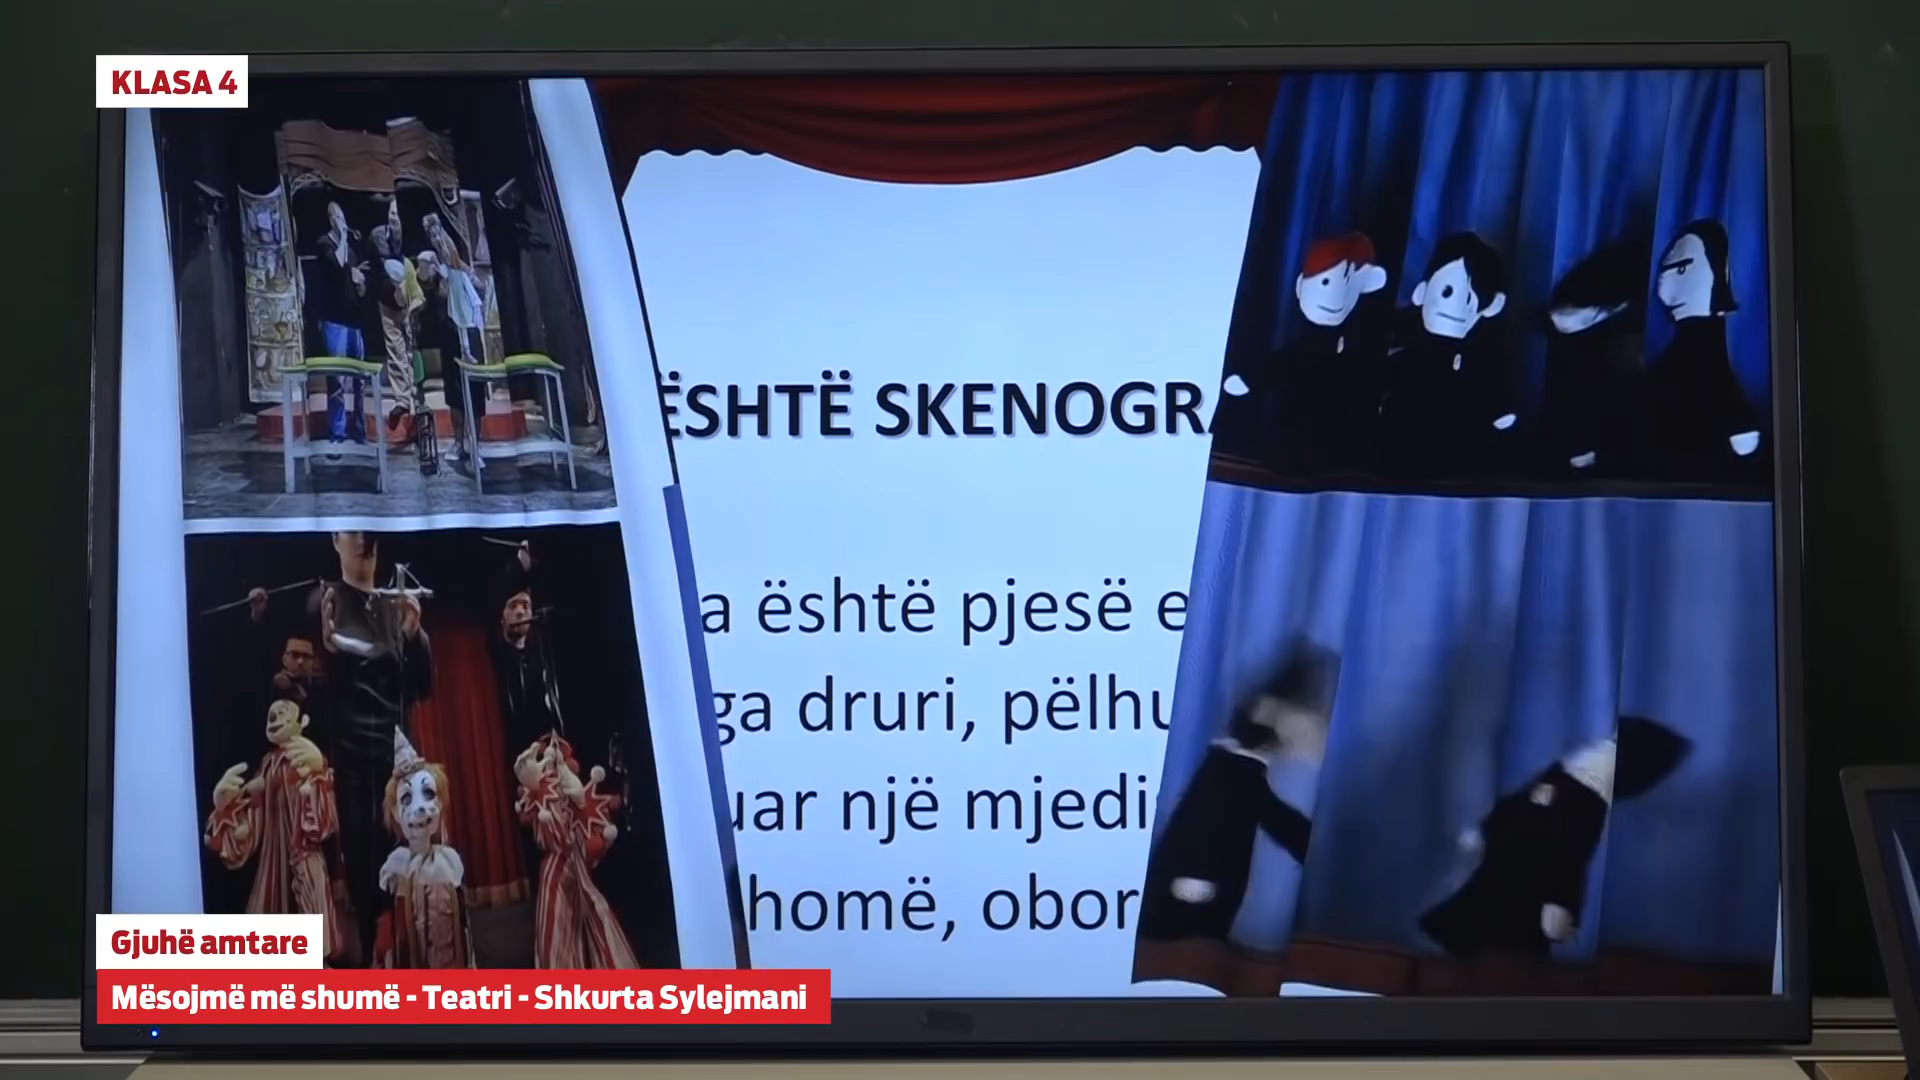 KLASA 4
ËSHTË SKENOGRA
a është pjesë e
ga druri, pëlhu
uar një mjedi
homë, obor
Gjuhë amtare
Mësojmë më shumë - Teatri - Shkurta Sylejmani